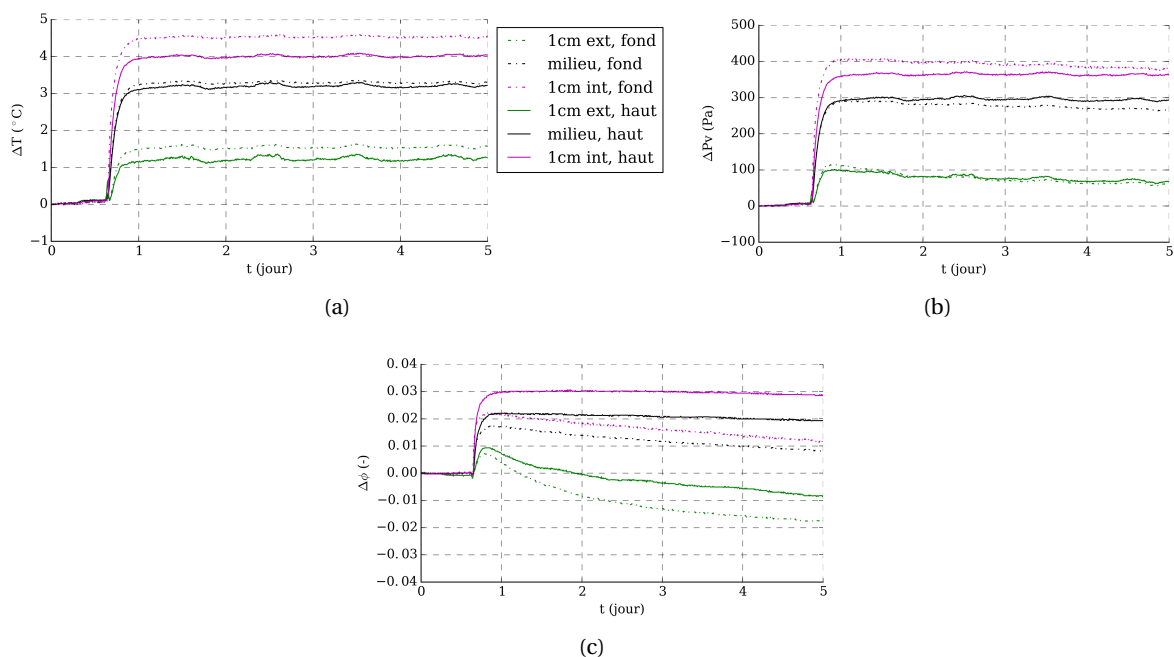 5
4
3
2
1
0
−1
ΔT (°C)
0 1 2 3 4 5
t (jour)
(a)
1cm ext, fond
milieu, fond
1cm int, fond
1cm ext, haut
milieu, haut
1cm int, haut
500
400
300
200
100
0
−100
ΔPv (Pa)
0 1 2 3 4 5
t (jour)
(b)
0.04
0.03
0.02
0.01
0.00
−0.01
−0.02
−0.03
−0.04
Δϕ (-)
0 1 2 3 4 5
t (jour)
(c)